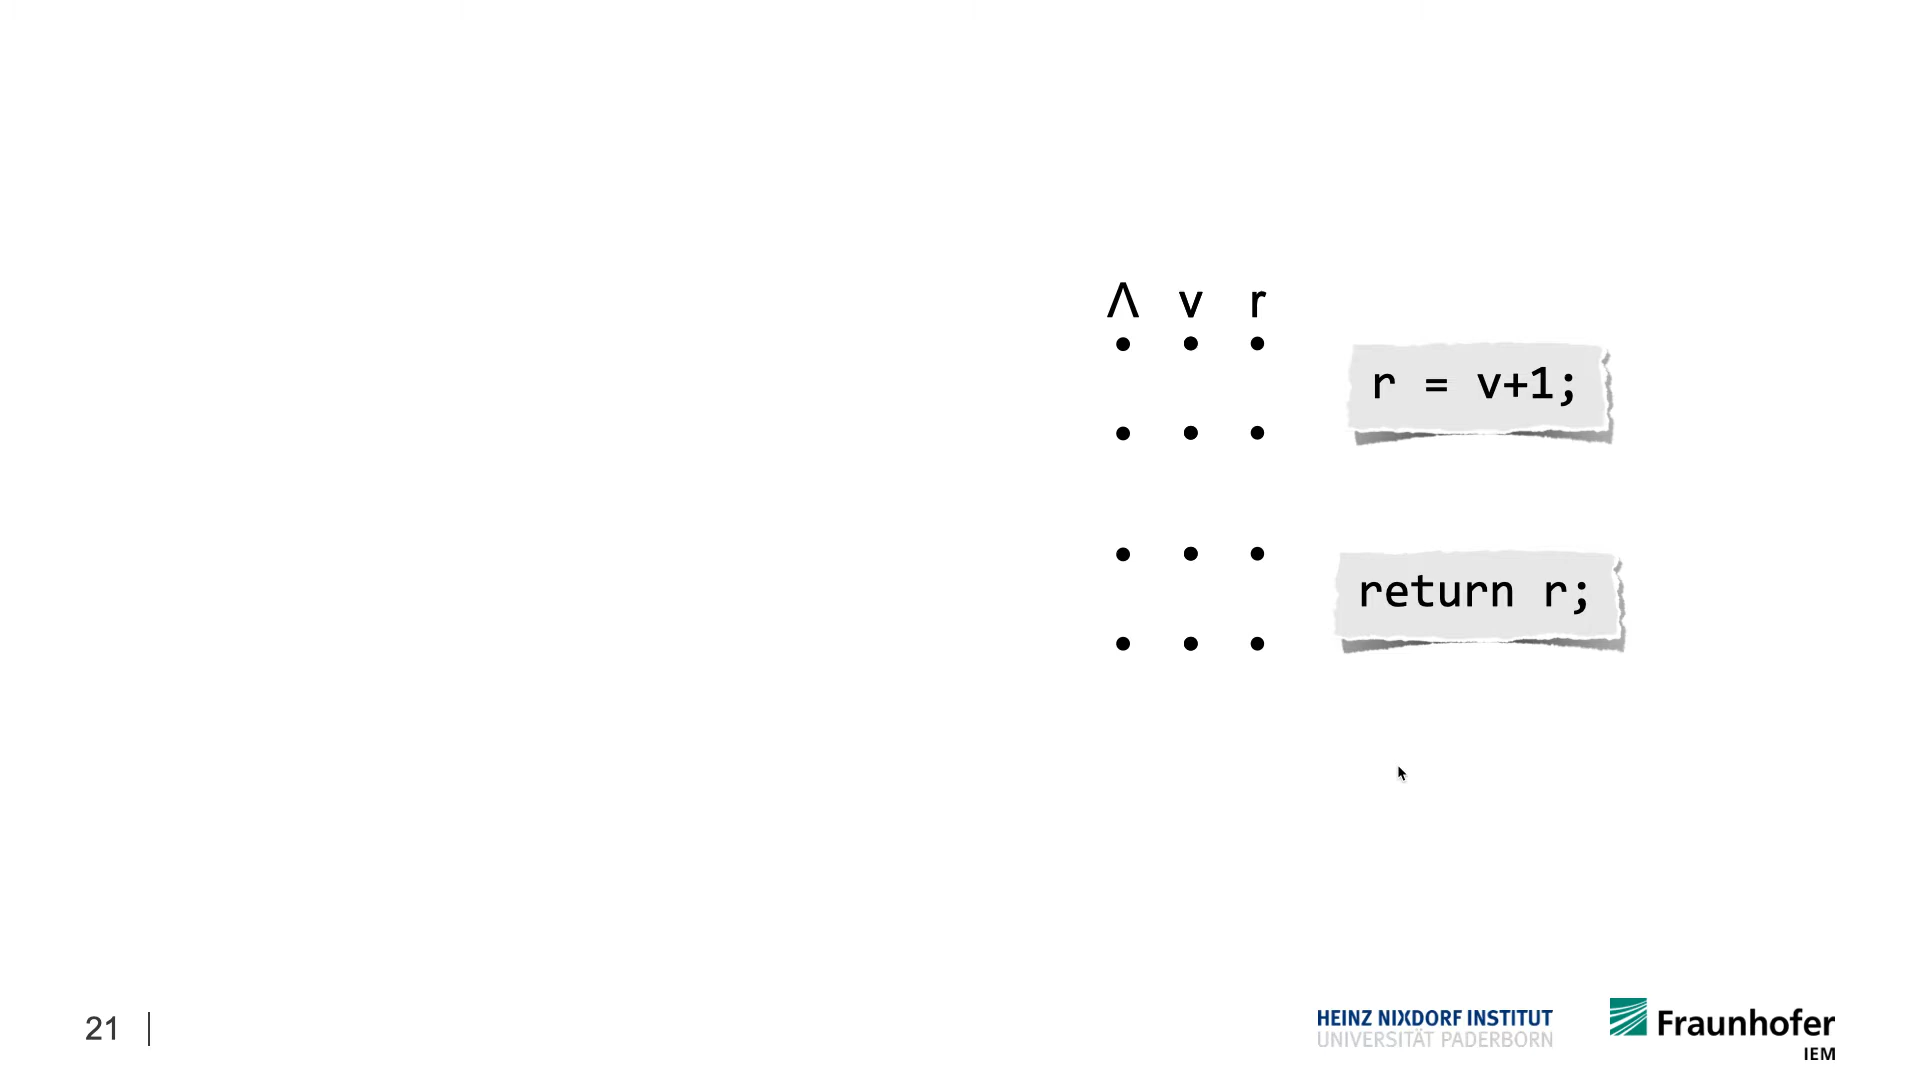 Λ v r
r = v+1;
return r;
21
HEINZ NIXDORF INSTITUT
UNIVERSITÄT PADERBORN
Fraunhofer
IEM